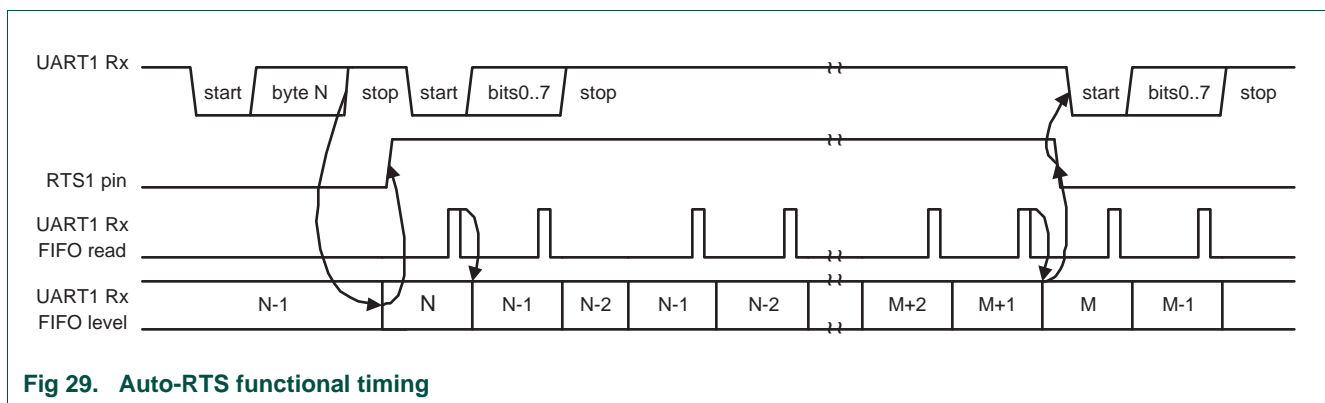 UART1 Rx
start byte N stop start bits0..7 stop start bits0..7 stop
RTS1 pin
UART1 Rx
FIFO read
UART1 Rx
FIFO level
N-1 N N-1 N-2 N-1 N-2 M+2 M+1 M M-1
Fig 29. Auto-RTS functional timing